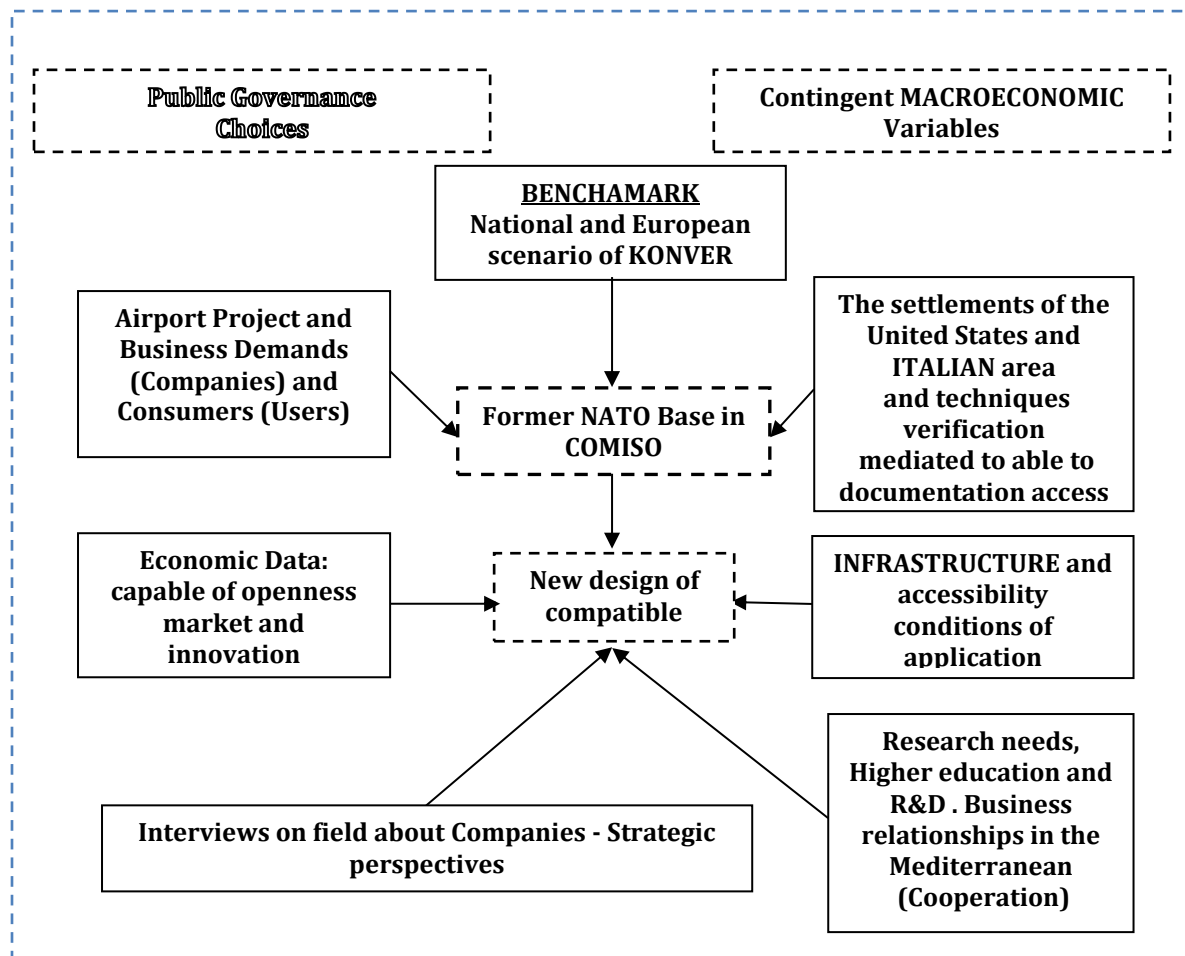 Public Governance
Choices
Contingent MACROECONOMIC
Variables
BENCHAMARK
National and European
scenario of KONVER
Airport Project and
Business Demands
(Companies) and
Consumers (Users)
The settlements of the
United States and
ITALIAN area
and techniques
verification
mediated to able to
documentation access
Former NATO Base in
COMISO
Economic Data:
capable of openness
market and
innovation
New design of
compatible
INFRASTRUCTURE and
accessibility
conditions of
application
Research needs,
Higher education and
R&D . Business
relationships in the
Mediterranean
(Cooperation)
Interviews on field about Companies - Strategic
perspectives